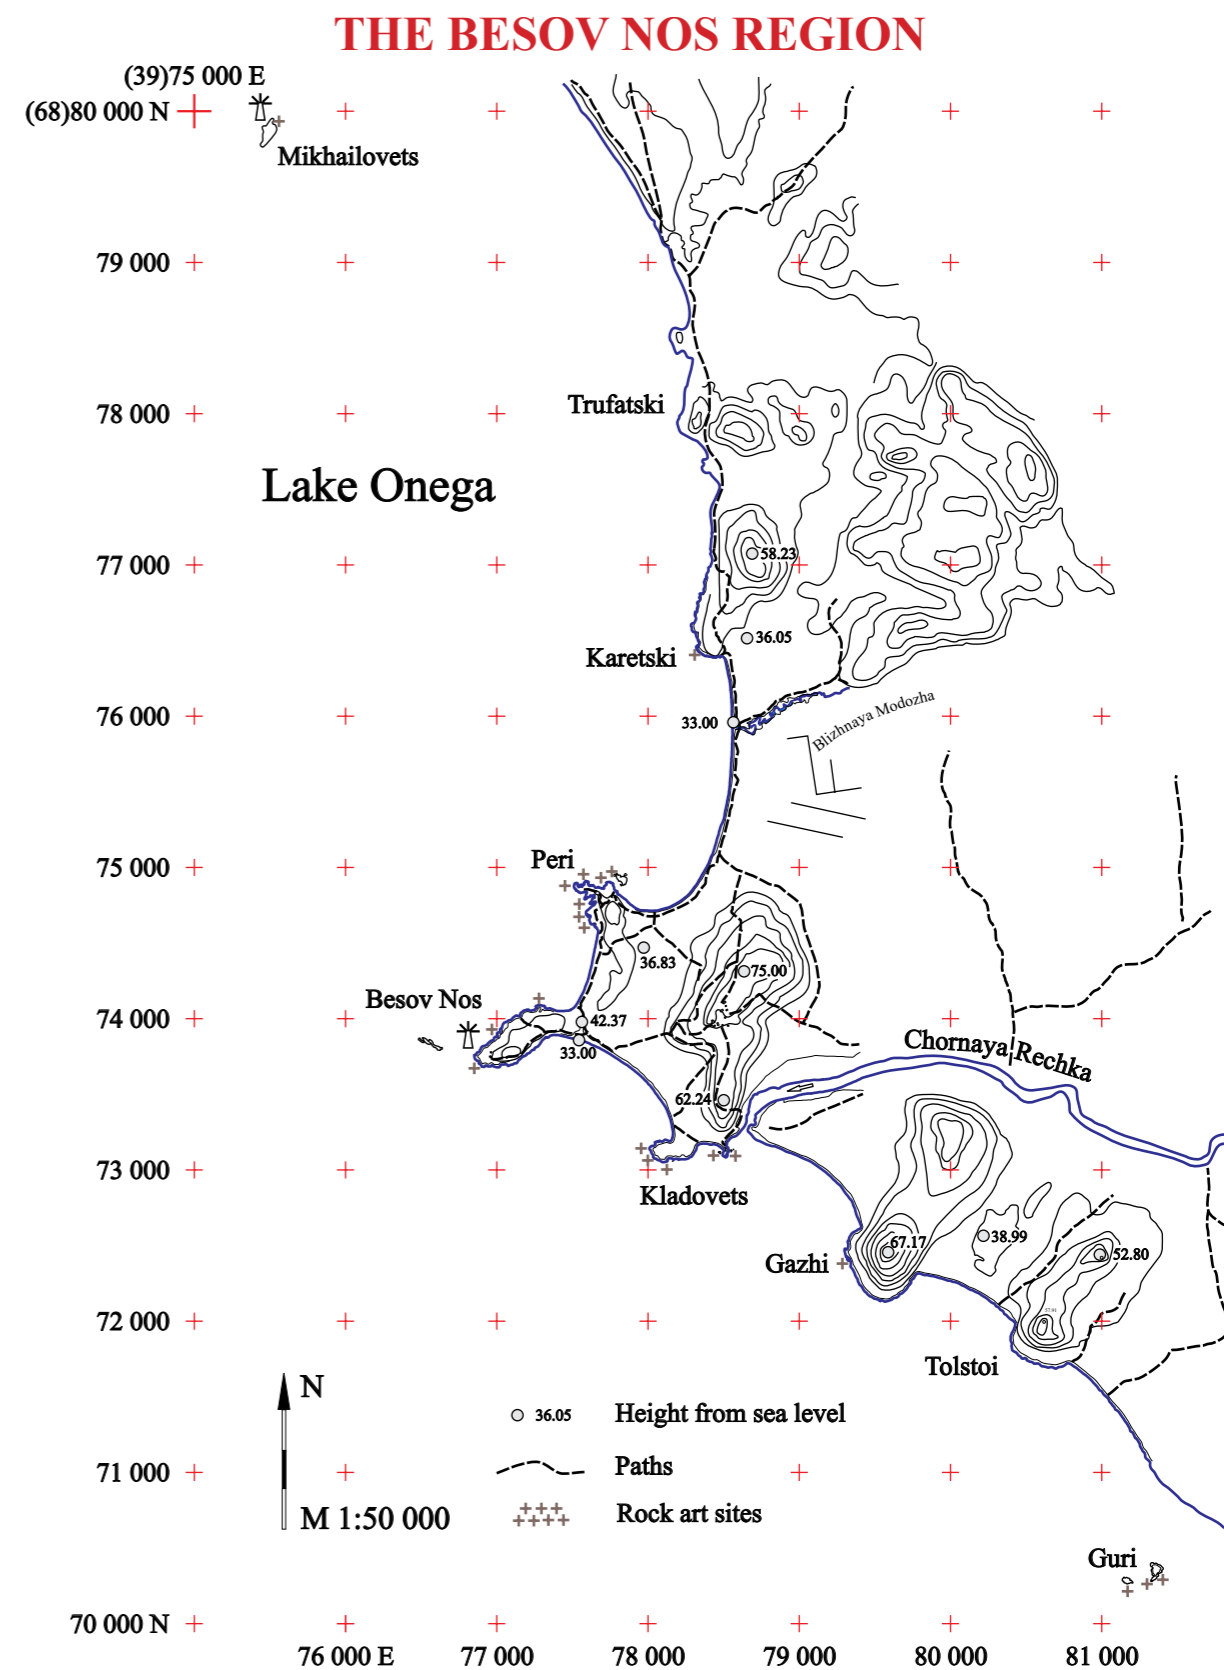 THE BESOV NOS REGION
(39)75 000 E
(68)80 000 N
Mikhailovets
79 000
78 000
Trufatski
Lake Onega
77 000
58.23
36.05
Karetski
76 000
33.00
Blizhnaya Modozha
75 000
Peri
36.83
75.00
Besov Nos
74 000
42.37
33.00
Chornaya Rechka
62.24
73 000
Kladovets
67.17
38.99
52.80
Gazhi
72 000
Tolstoi
N
36.05 Height from sea level
Paths
71 000
M 1:50 000
Rock art sites
Guri
70 000 N
76 000 E
77 000
78 000
79 000
80 000
81 000